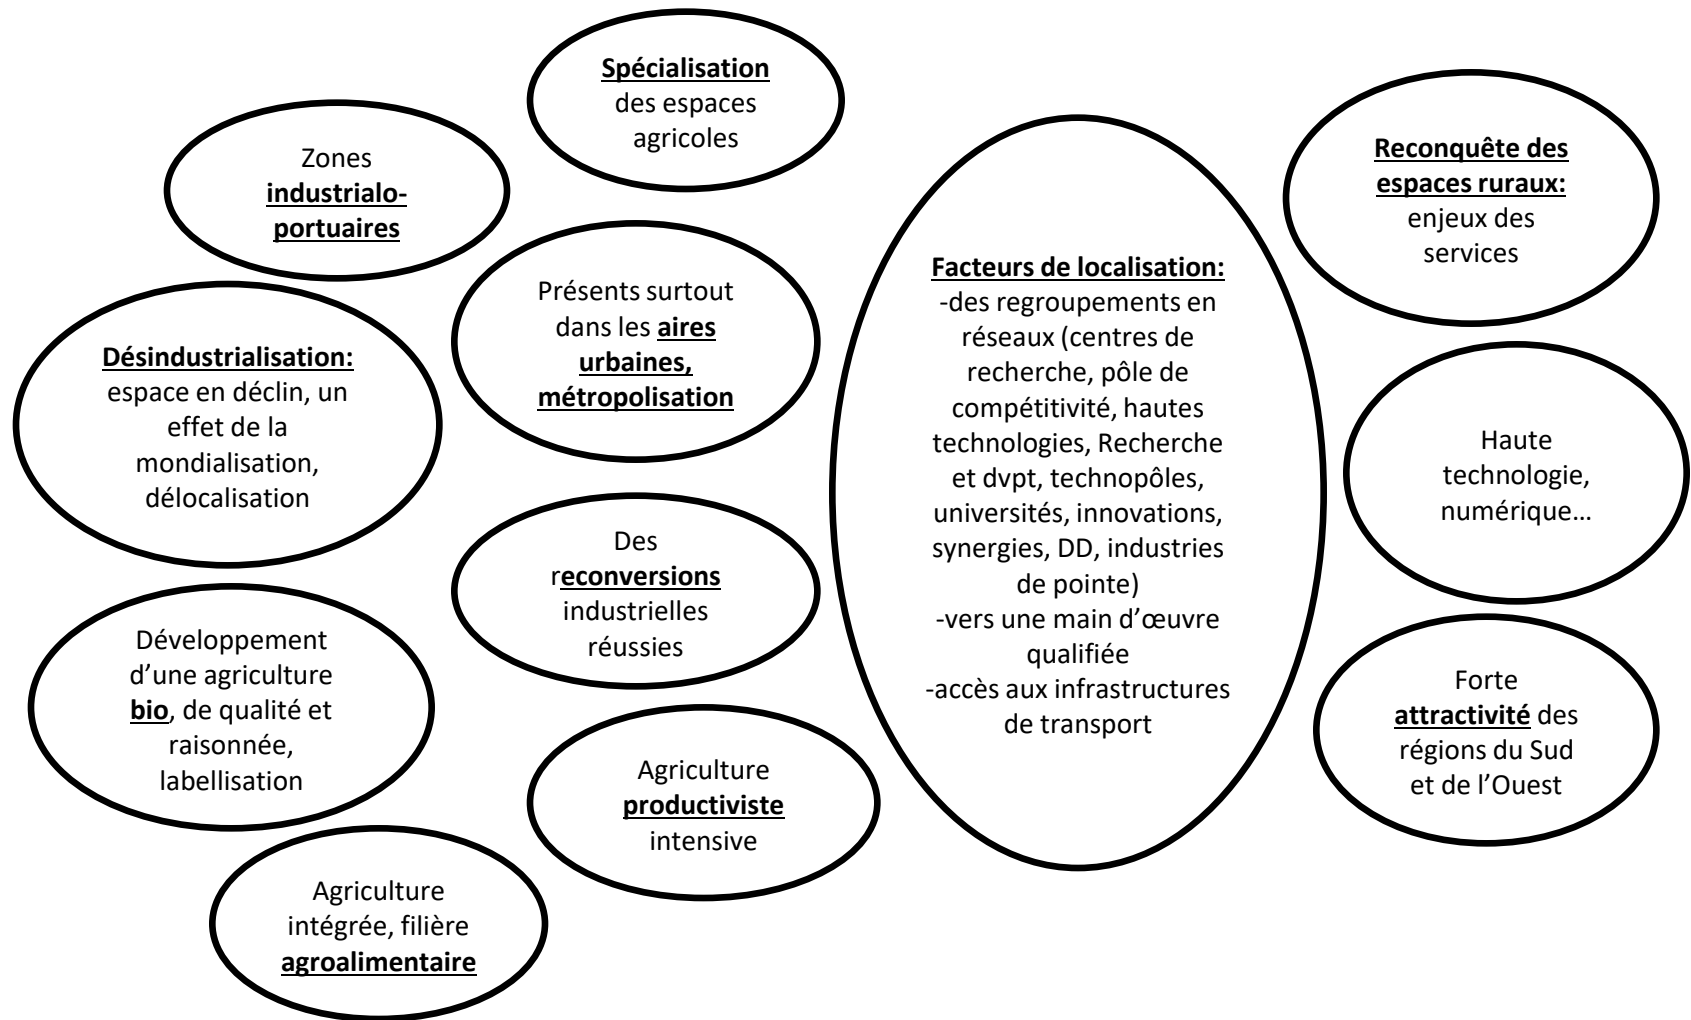 Spécialisation
des espaces
agricoles
Zones
industrialo-
portuaires
Présents surtout
dans les aires
urbaines,
métropolisation
Désindustrialisation:
espace en déclin, un
effet de la
mondialisation,
délocalisation
Des
reconversions
industrielles
réussies
Développement
d’une agriculture
bio, de qualité et
raisonnée,
labellisation
Agriculture
productiviste
intensive
Agriculture
intégrée, filière
agroalimentaire
Facteurs de localisation:
-des regroupements en
réseaux (centres de
recherche, pôle de
compétitivité, hautes
technologies, Recherche
et dvpt, technopôles,
universités, innovations,
synergies, DD, industries
de pointe)
-vers une main d’œuvre
qualifiée
-accès aux infrastructures
de transport
Reconquête des
espaces ruraux:
enjeux des
services
Haute
technologie,
numérique…
Forte
attractivité des
régions du Sud
et de l’Ouest